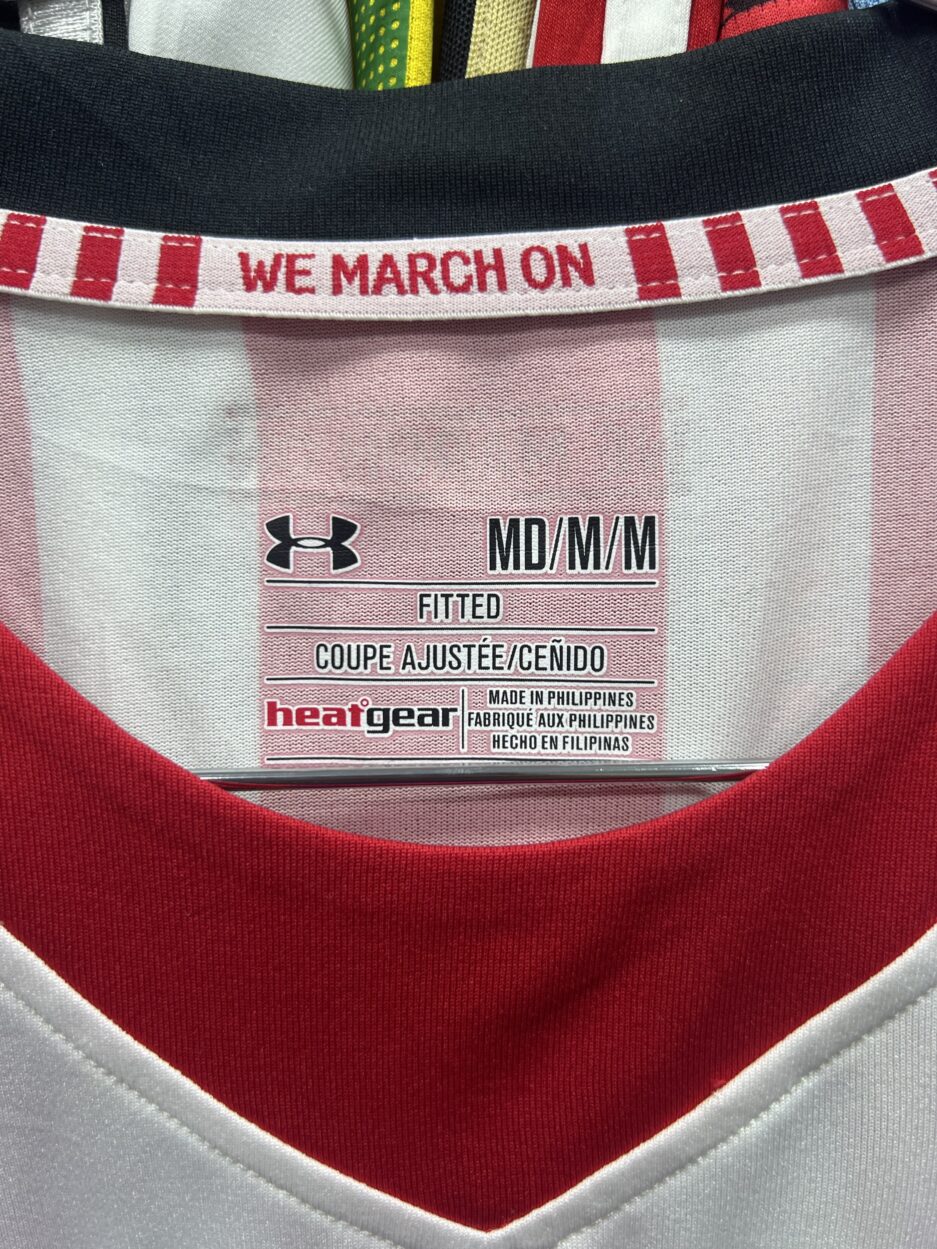 WE MARCH ON
MD/M/M
FITTED
COUPE AJUSTÉE/CEÑIDO
heatgear
MADE IN PHILIPPINES
FABRIQUÉ AUX PHILIPPINES
HECHO EN FILIPINAS